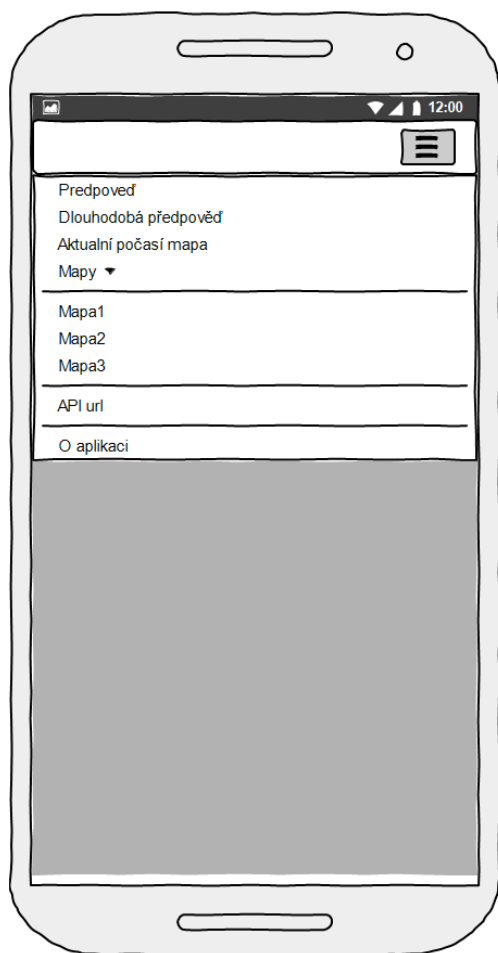 12:00
Predpoveď
Dlouhodobá předpověď
Aktualní počasí mapa
Mapy
Mapa1
Mapa2
Mapa3
API url
O aplikaci